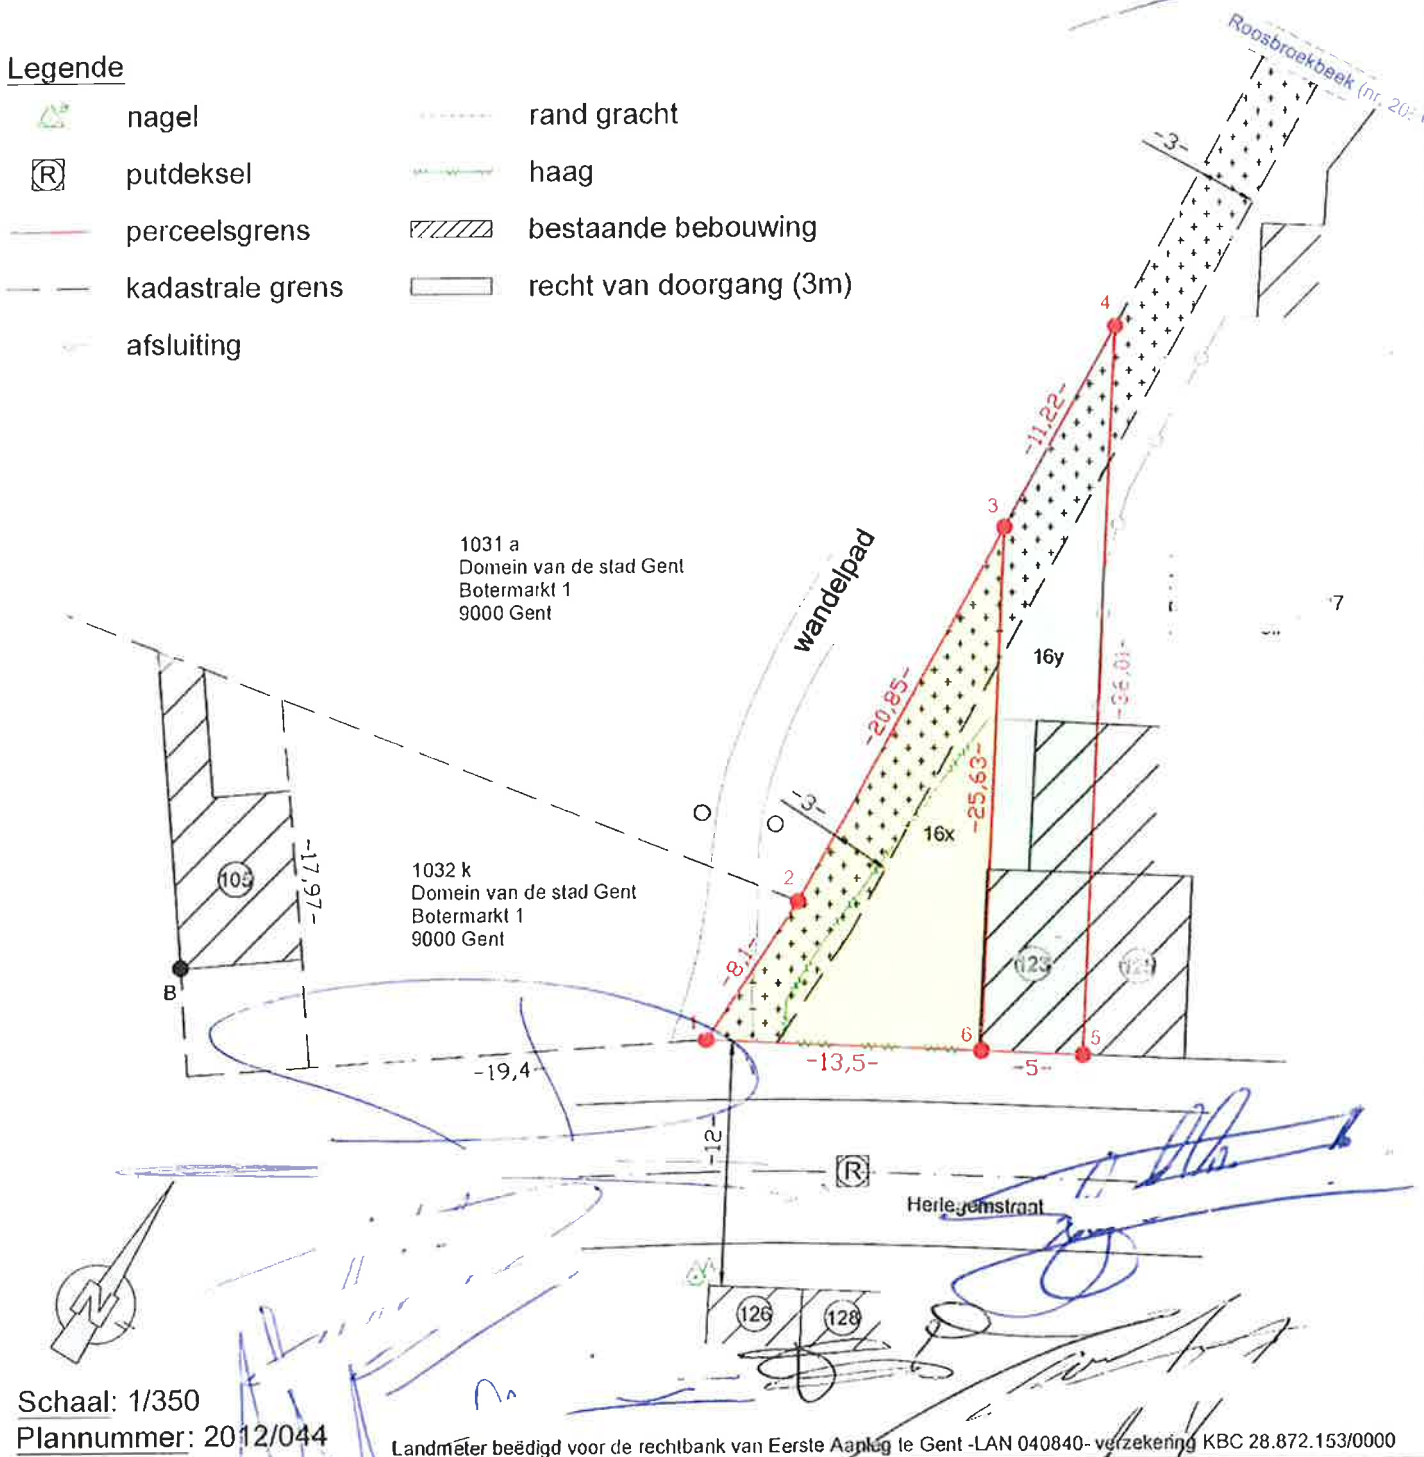 Legende
nagel
putdeksel
perceelsgrens
kadastrale grens
afsluiting
rand gracht
haag
bestaande bebouwing
recht van doorgang (3m)
R
Roosbroekbeek (nr.
-3-
4
-11,22-
3
1031 a
Domein van de stad Gent
Botermarkt 1
9000 Gent
wandelpad
16y
-36,01-
-20,85-
-25,63-
-3-
16x
2
105
-17,97-
1032 k
Domein van de stad Gent
Botermarkt 1
9000 Gent
-8,1-
123
B
1
6
5
-19,4-
-13,5-
-5-
-12-
R
Herlegemstraat
126
128
N
Schaal: 1/350
Plannummer: 2012/044
Landmeter beëdigd voor de rechtbank van Eerste Aanleg te Gent -LAN 040840- verzekering KBC 28.872.153/0000